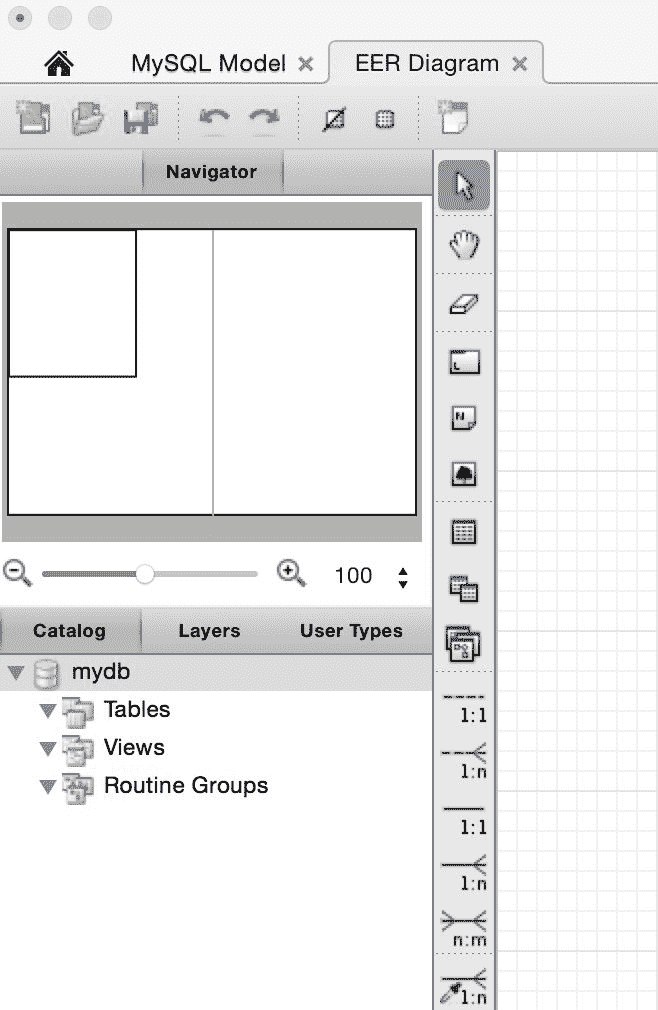 MySQL Model
EER Diagram
Navigator
100
Catalog Layers User Types
mydb
Tables
Views
Routine Groups
1:1
1:n
1:1
1:n
n:m
1:n